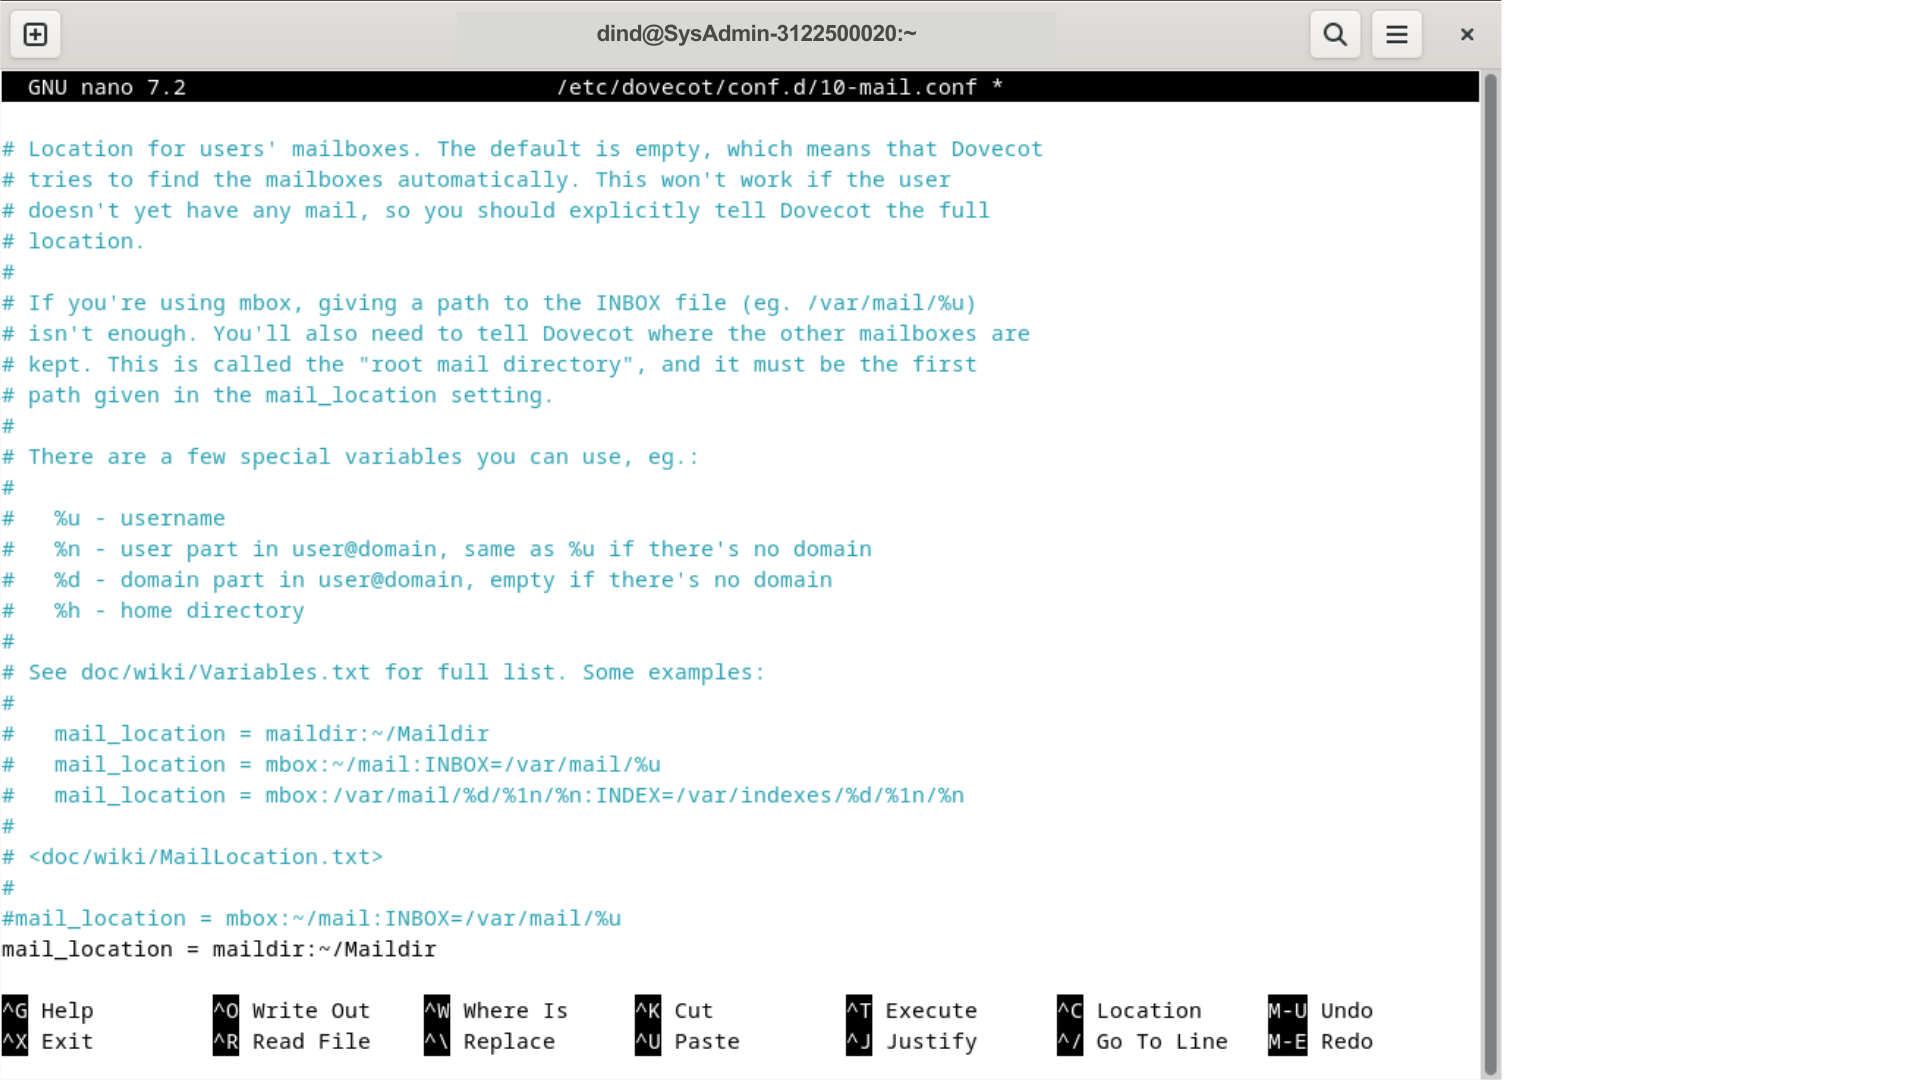 dind@SysAdmin-3122500020:~
GNU nano 7.2 /etc/dovecot/conf.d/10-mail.conf *
# Location for users' mailboxes. The default is empty, which means that Dovecot
# tries to find the mailboxes automatically. This won't work if the user
# doesn't yet have any mail, so you should explicitly tell Dovecot the full
# location.
#
# If you're using mbox, giving a path to the INBOX file (eg. /var/mail/%u)
# isn't enough. You'll also need to tell Dovecot where the other mailboxes are
# kept. This is called the "root mail directory", and it must be the first
# path given in the mail_location setting.
#
# There are a few special variables you can use, eg.:
#
#   %u - username
#   %n - user part in user@domain, same as %u if there's no domain
#   %d - domain part in user@domain, empty if there's no domain
#   %h - home directory
#
# See doc/wiki/Variables.txt for full list. Some examples:
#
#   mail_location = maildir:~/Maildir
#   mail_location = mbox:~/mail:INBOX=/var/mail/%u
#   mail_location = mbox:/var/mail/%d/%1n/%n:INDEX=/var/indexes/%d/%1n/%n
#
# <doc/wiki/MailLocation.txt>
#
#mail_location = mbox:~/mail:INBOX=/var/mail/%u
mail_location = maildir:~/Maildir
^G Help ^O Write Out ^W Where Is ^K Cut ^T Execute ^C Location M-U Undo
^X Exit ^R Read File ^\ Replace ^U Paste ^J Justify ^/ Go To Line M-E Redo